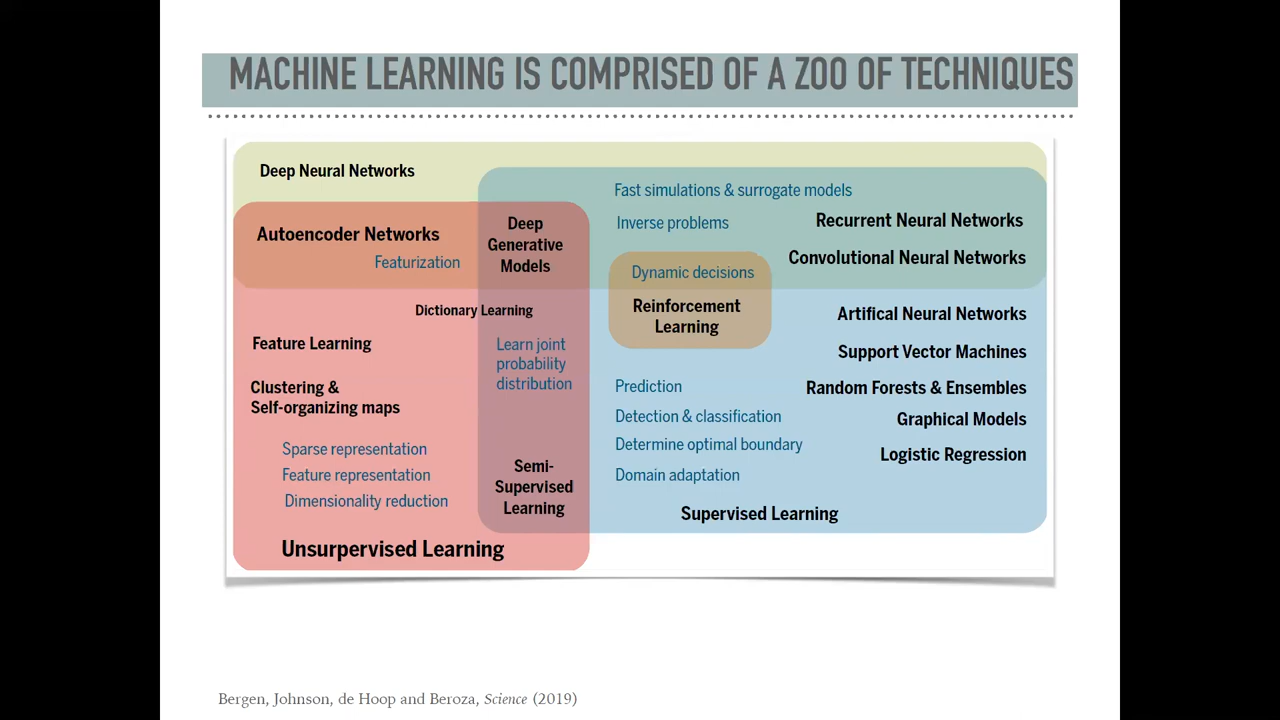 MACHINE LEARNING IS COMPRISED OF A ZOO OF TECHNIQUES
Deep Neural Networks
Autoencoder Networks
Featurization
Deep
Generative
Models
Fast simulations & surrogate models
Inverse problems
Recurrent Neural Networks
Convolutional Neural Networks
Dynamic decisions
Reinforcement
Learning
Dictionary Learning
Feature Learning
Clustering &
Self-organizing maps
Sparse representation
Feature representation
Dimensionality reduction
Unsurpervised Learning
Learn joint
probability
distribution
Semi-
Supervised
Learning
Artifical Neural Networks
Support Vector Machines
Random Forests & Ensembles
Graphical Models
Logistic Regression
Prediction
Detection & classification
Determine optimal boundary
Domain adaptation
Supervised Learning
Bergen, Johnson, de Hoop and Beroza, Science (2019)